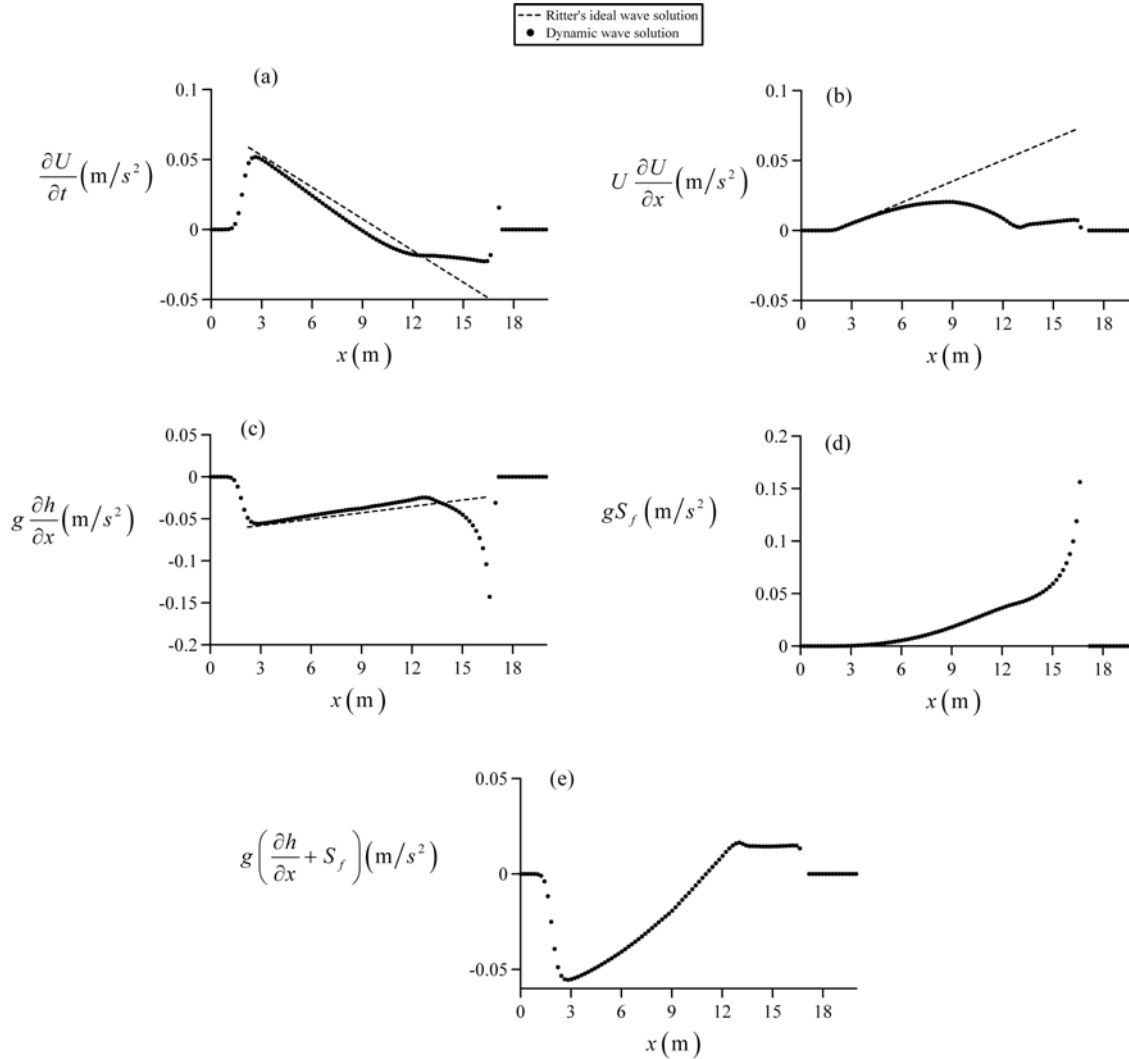 Ritter's ideal wave solution
Dynamic wave solution
(a)
0.1
0.05
0
-0.05
∂U/∂t (m/s²)
0 3 6 9 12 15 18
x (m)
(b)
0.1
0.05
0
-0.05
U ∂U/∂x (m/s²)
0 3 6 9 12 15 18
x (m)
(c)
0.05
0
-0.05
-0.1
-0.15
-0.2
g ∂h/∂x (m/s²)
0 3 6 9 12 15 18
x (m)
(d)
0.2
0.15
0.1
0.05
0
gS_f (m/s²)
0 3 6 9 12 15 18
x (m)
(e)
0.05
0
-0.05
g(∂h/∂x + S_f)(m/s²)
0 3 6 9 12 15 18
x (m)